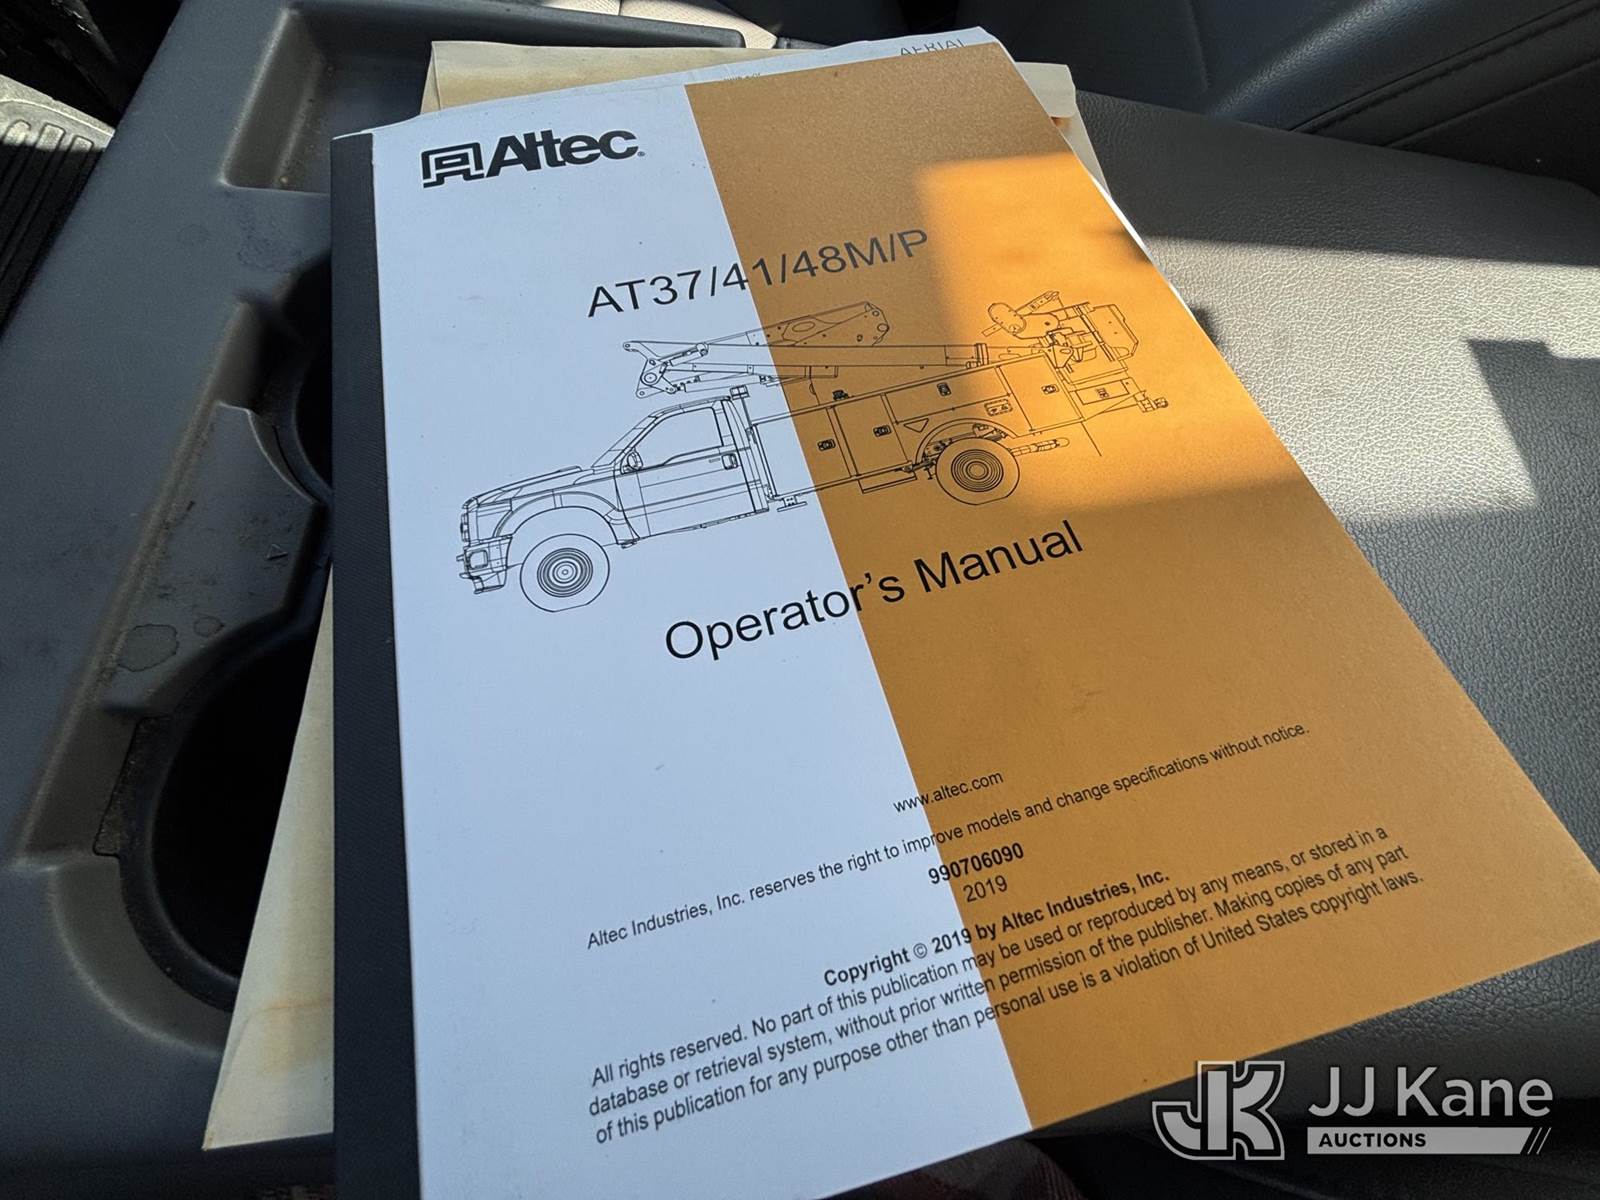 AERIAL
Altec®
AT37/41/48M/P
Operator's Manual
www.altec.com
Altec Industries, Inc. reserves the right to improve models and change specifications without notice.
990706090
2019
Copyright © 2019 by Altec Industries, Inc.
All rights reserved. No part of this publication may be used or reproduced by any means, or stored in a
database or retrieval system, without prior written permission of the publisher. Making copies of any part
of this publication for any purpose other than personal use is a violation of United States copyright laws.
JK JJ Kane
AUCTIONS